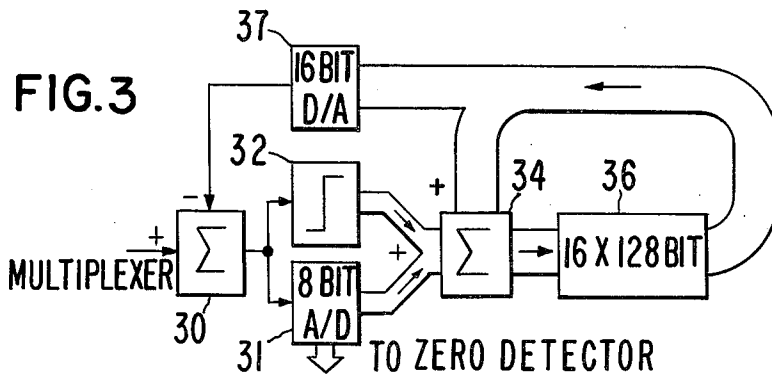 FIG.3
37
16 BIT
D/A
32
+
34
36
−
+
Σ
MULTIPLEXER
30
+
Σ
16 X 128 BIT
8 BIT
A/D
31
TO ZERO DETECTOR